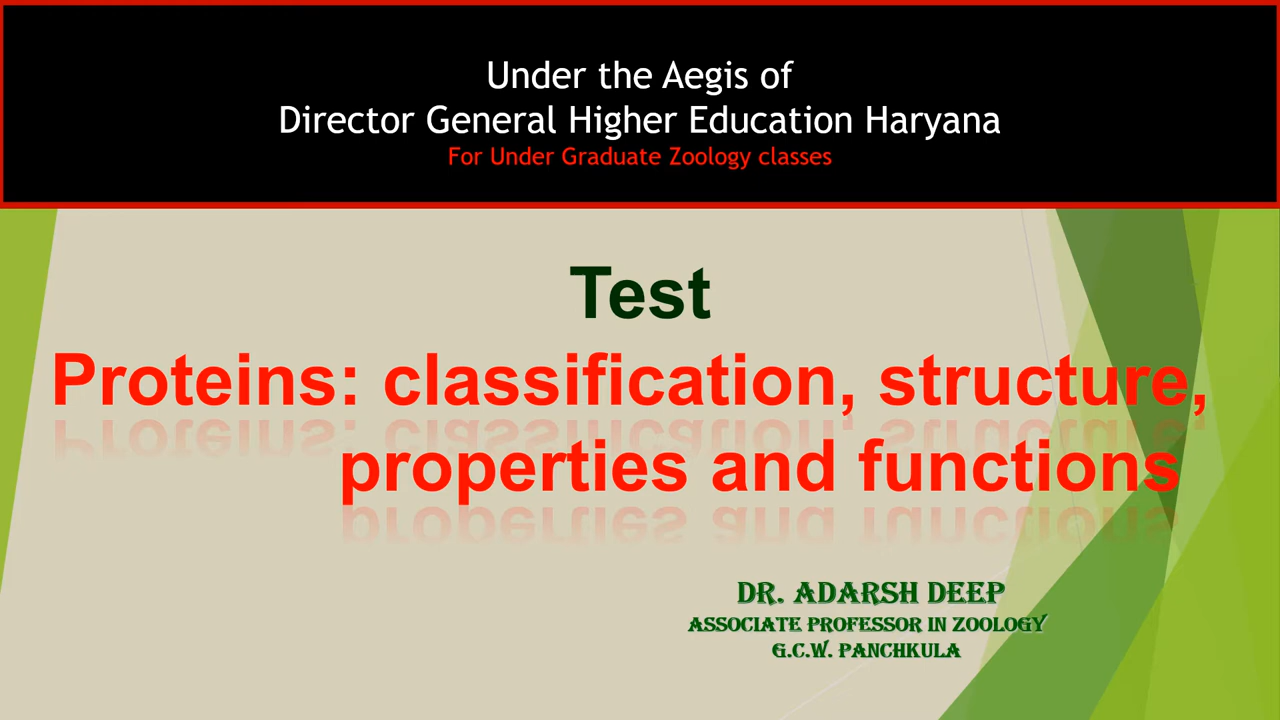 Under the Aegis of
Director General Higher Education Haryana
For Under Graduate Zoology classes
Test
Proteins: classification, structure,
properties and functions
DR. ADARSH DEEP
ASSOCIATE PROFESSOR IN ZOOLOGY
G.C.W. PANCHKULA